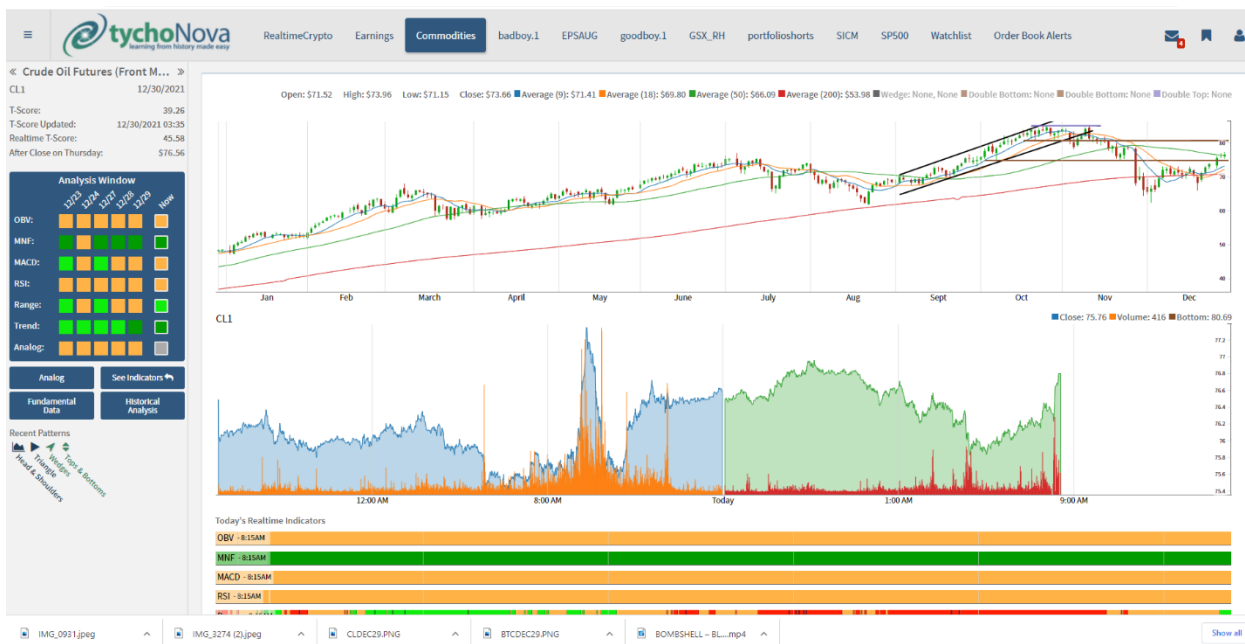 tychoNova
learning from history made easy
RealtimeCrypto Earnings Commodities badboy.1 EPSAUG goodboy.1 GSX_RH portfolioshorts SICM SP500 Watchlist Order Book Alerts
4
« Crude Oil Futures (Front M... »
CL1 12/30/2021
T-Score: 39.26
T-Score Updated: 12/30/2021 03:35
Realtime T-Score: 45.58
After Close on Thursday: $76.56
Analysis Window
12/23 12/24 12/27 12/28 12/29 Now
OBV:
MNF:
MACD:
RSI:
Range:
Trend:
Analog:
Analog See Indicators
Fundamental Data Historical Analysis
Recent Patterns
Head & Shoulders
Triangle
Wedges
Tops & Bottoms
Open: $71.52 High: $73.96 Low: $71.15 Close: $73.66 Average (9): $71.41 Average (18): $69.80 Average (50): $66.09 Average (200): $53.98 Wedge: None, None Double Bottom: None Double Bottom: None Double Top: None
80
70
60
50
40
Jan Feb March April May June July Aug Sept Oct Nov Dec
CL1 Close: 75.76 Volume: 416 Bottom: 80.69
77.2
77
76.8
76.6
76.4
76.2
76
75.8
75.6
75.4
12:00 AM 8:00 AM Today 1:00 AM 9:00 AM
Today's Realtime Indicators
OBV - 8:15AM
MNF - 8:15AM
MACD - 8:15AM
RSI - 8:15AM
IMG_0931.jpeg IMG_3274 (2).jpeg CLDEC29.PNG BTCDEC29.PNG BOMBSHELL – BL....mp4 Show all